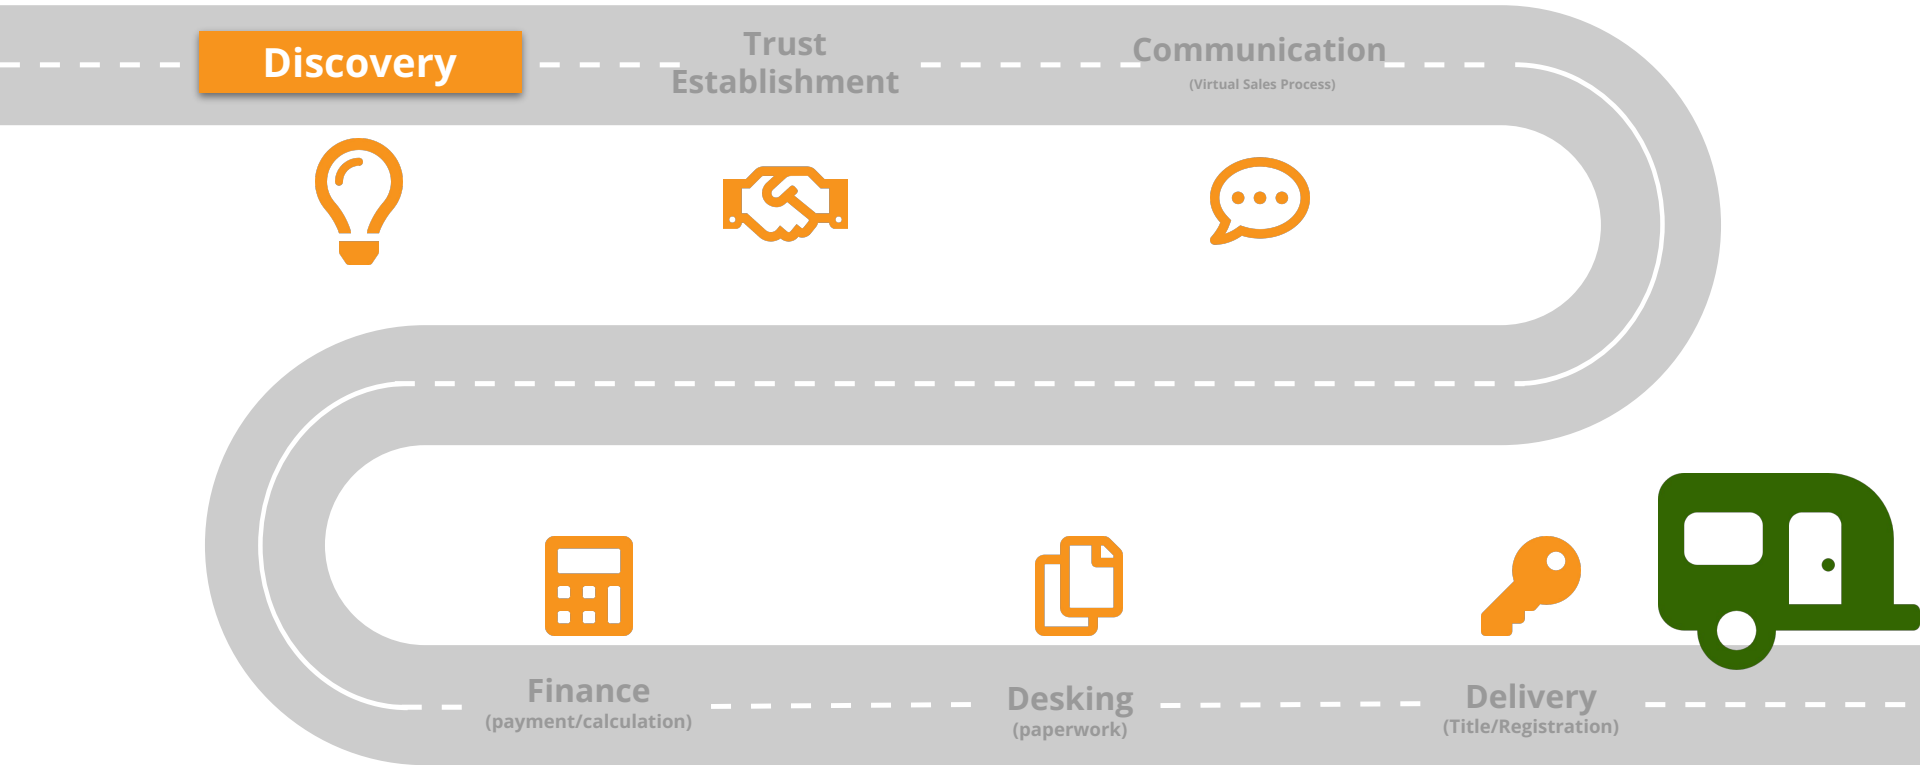 Discovery
Trust
Establishment
Communication
(Virtual Sales Process)
Finance
(payment/calculation)
Desking
(paperwork)
Delivery
(Title/Registration)